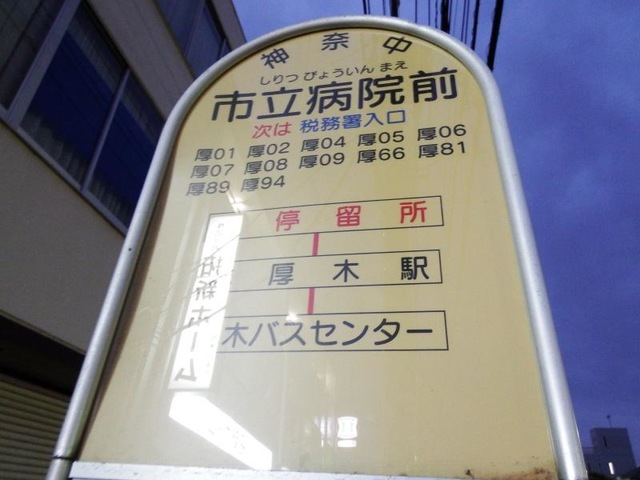 神奈中
しりつ びょういん まえ
市立病院前
次は 税務署入口
厚01 厚02 厚04 厚05 厚06
厚07 厚08 厚09 厚66 厚81
厚89 厚94
停留所
厚木駅
木バスセンター